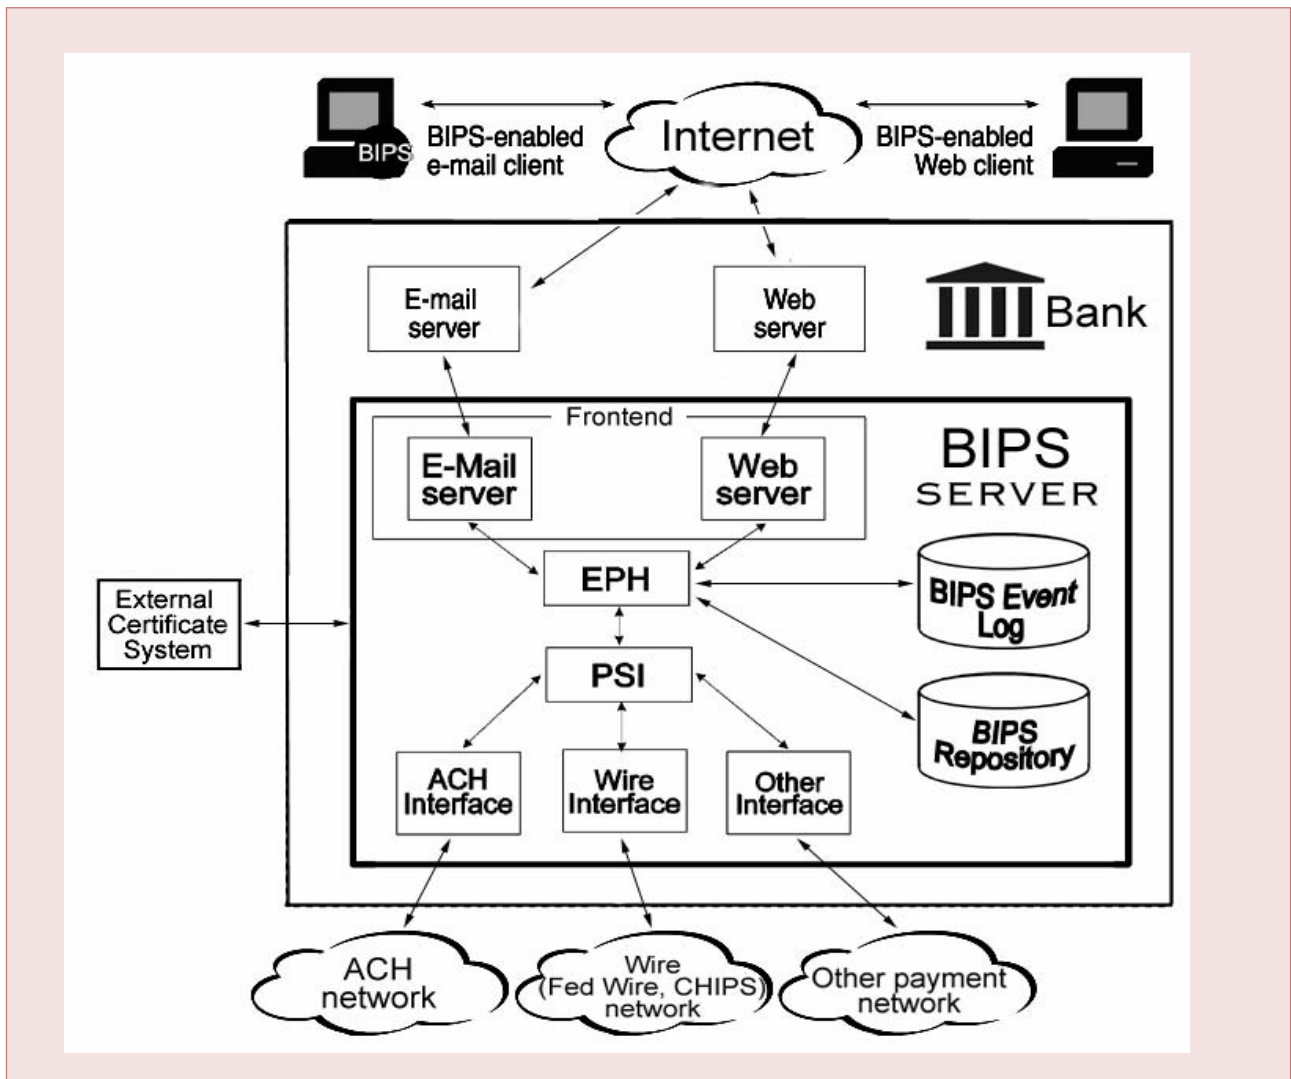 BIPS
BIPS-enabled
e-mail client
Internet
BIPS-enabled
Web client
E-mail
server
Web
server
Bank
Frontend
E-Mail
server
Web
server
BIPS
SERVER
EPH
BIPS Event
Log
External
Certificate
System
PSI
BIPS
Repository
ACH
Interface
Wire
Interface
Other
Interface
ACH
network
Wire
(Fed Wire, CHIPS)
network
Other payment
network